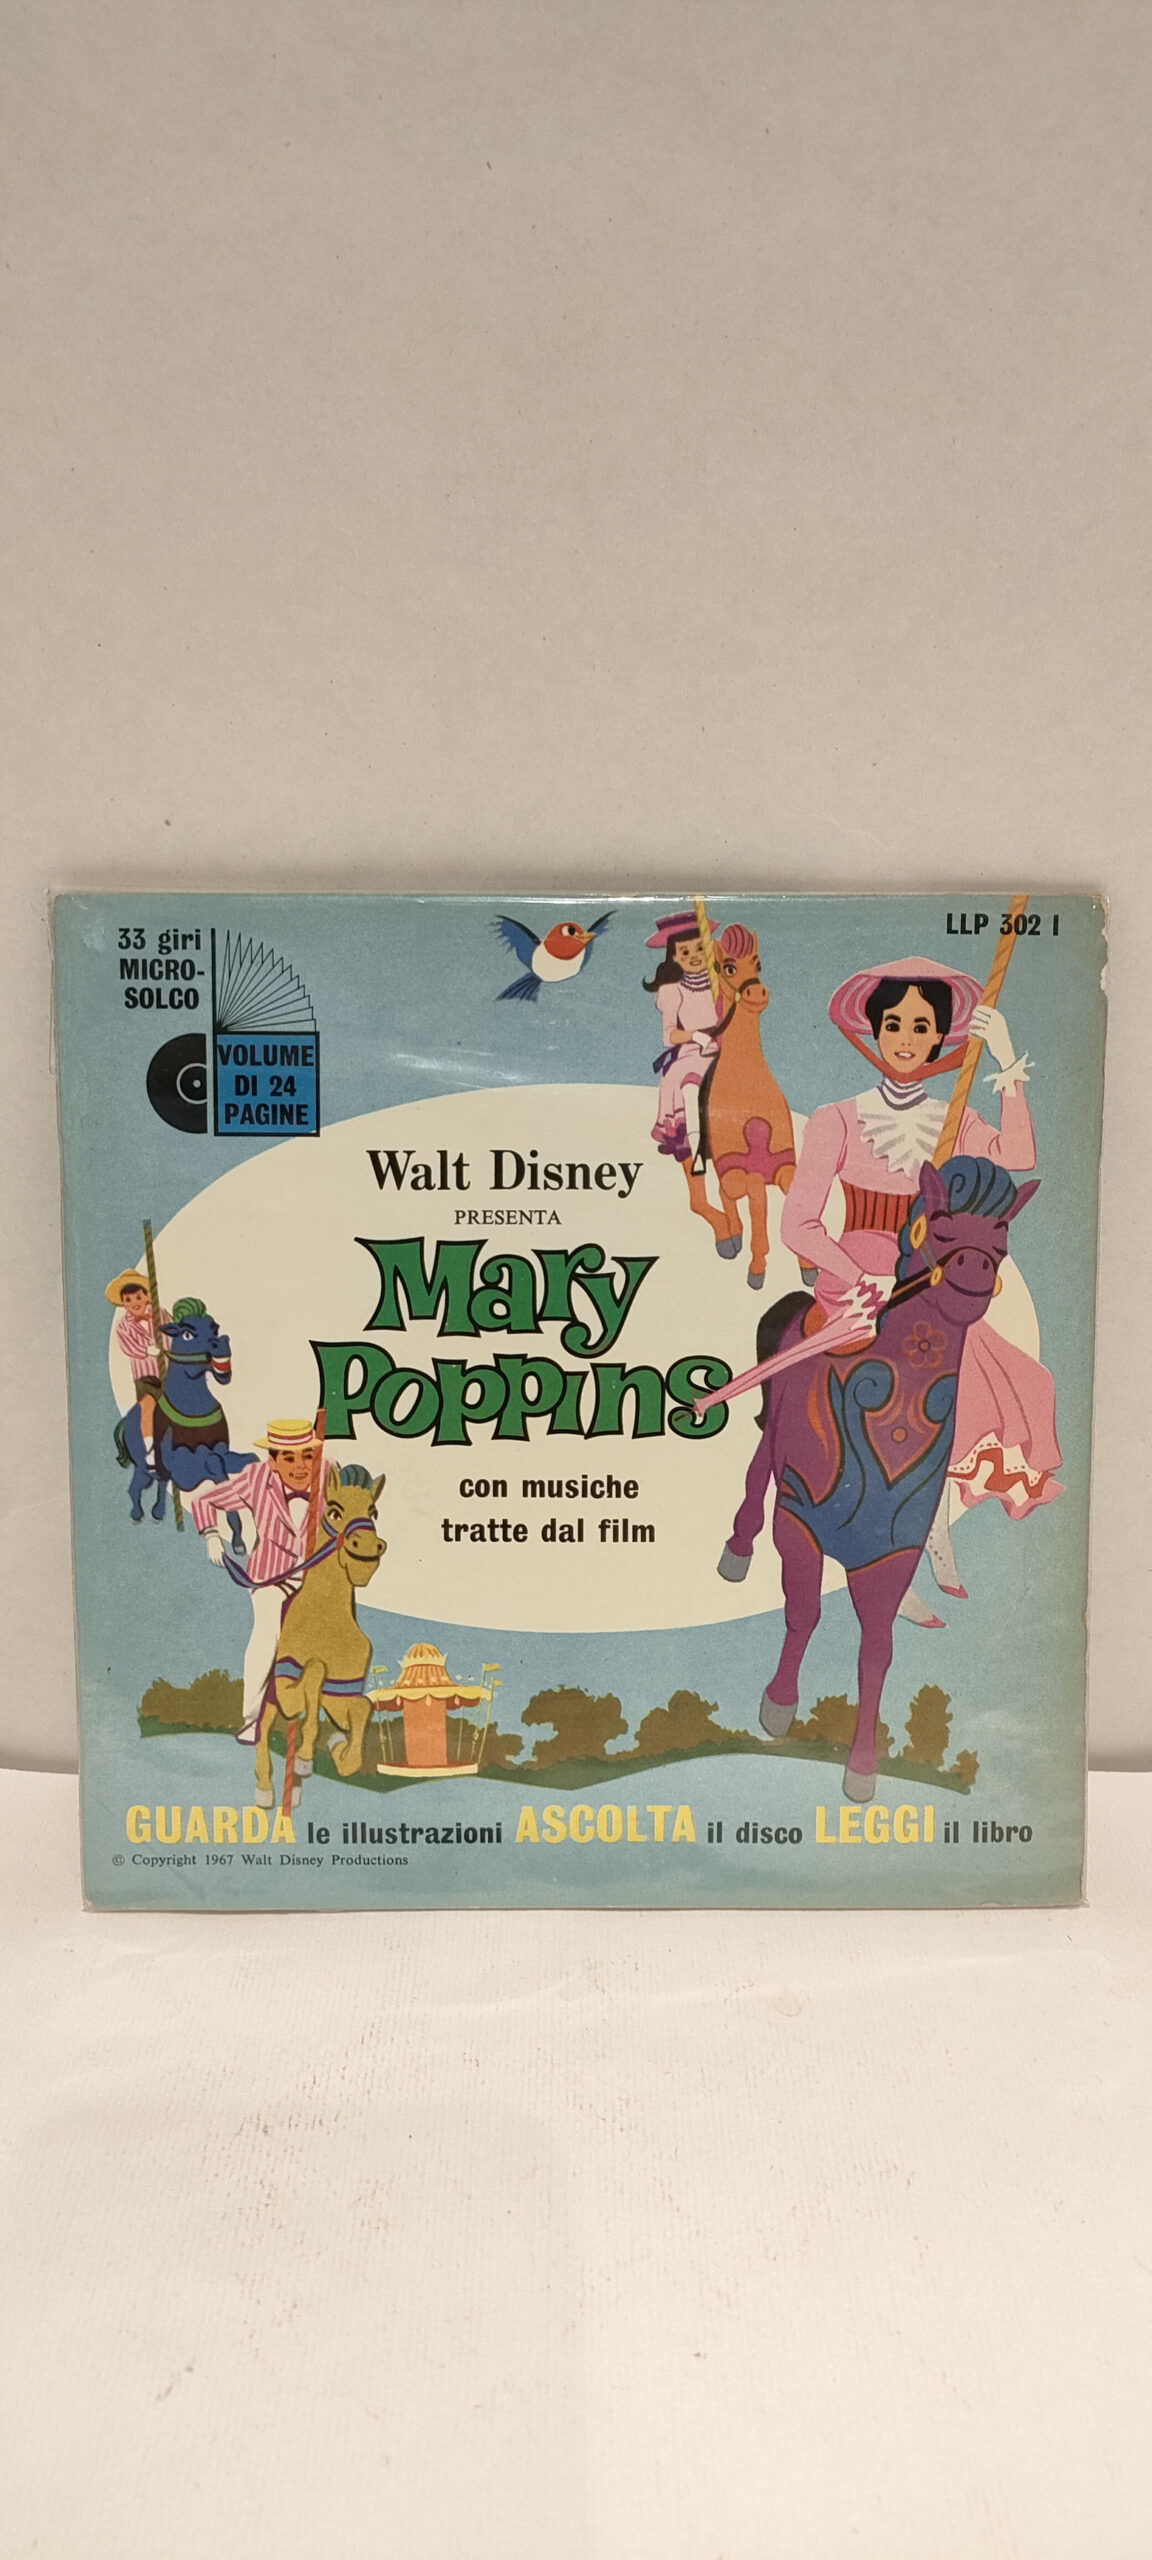 33 giri
MICRO-
SOLCO
VOLUME
DI 24
PAGINE
LLP 302 I
Walt Disney
PRESENTA
Mary
Poppins
con musiche
tratte dal film
GUARDA le illustrazioni ASCOLTA il disco LEGGI il libro
© Copyright 1967 Walt Disney Productions